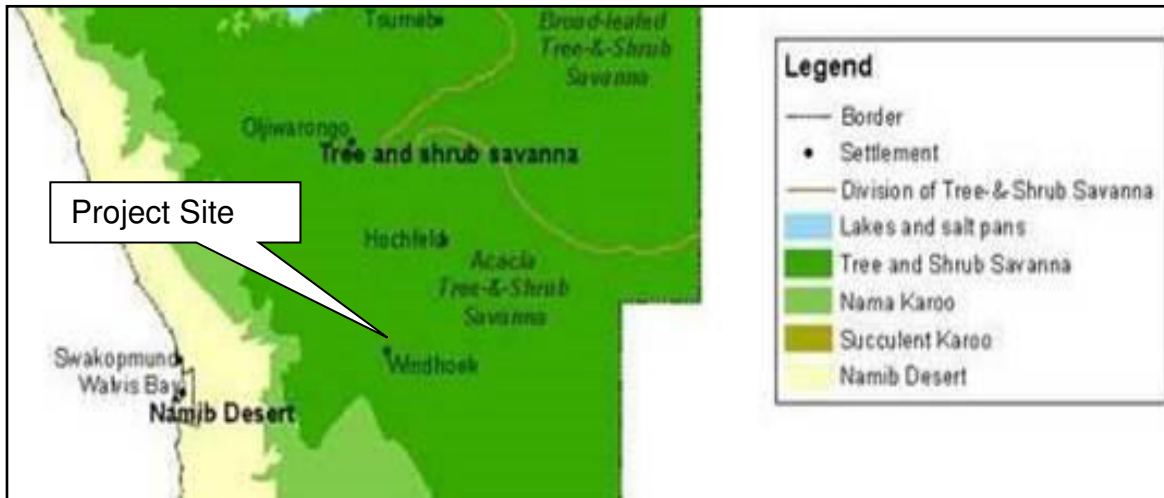 Tsumeb
Broad-leafed
Tree-&-Shrub
Savanna
Otjiwarongo
Tree and shrub savanna
Project Site
Hochfeld
Acacia
Tree-&-Shrub
Savanna
Windhoek
Swakopmund
Walvis Bay
Namib Desert
Legend
Border
Settlement
Division of Tree-&-Shrub Savanna
Lakes and salt pans
Tree and Shrub Savanna
Nama Karoo
Succulent Karoo
Namib Desert